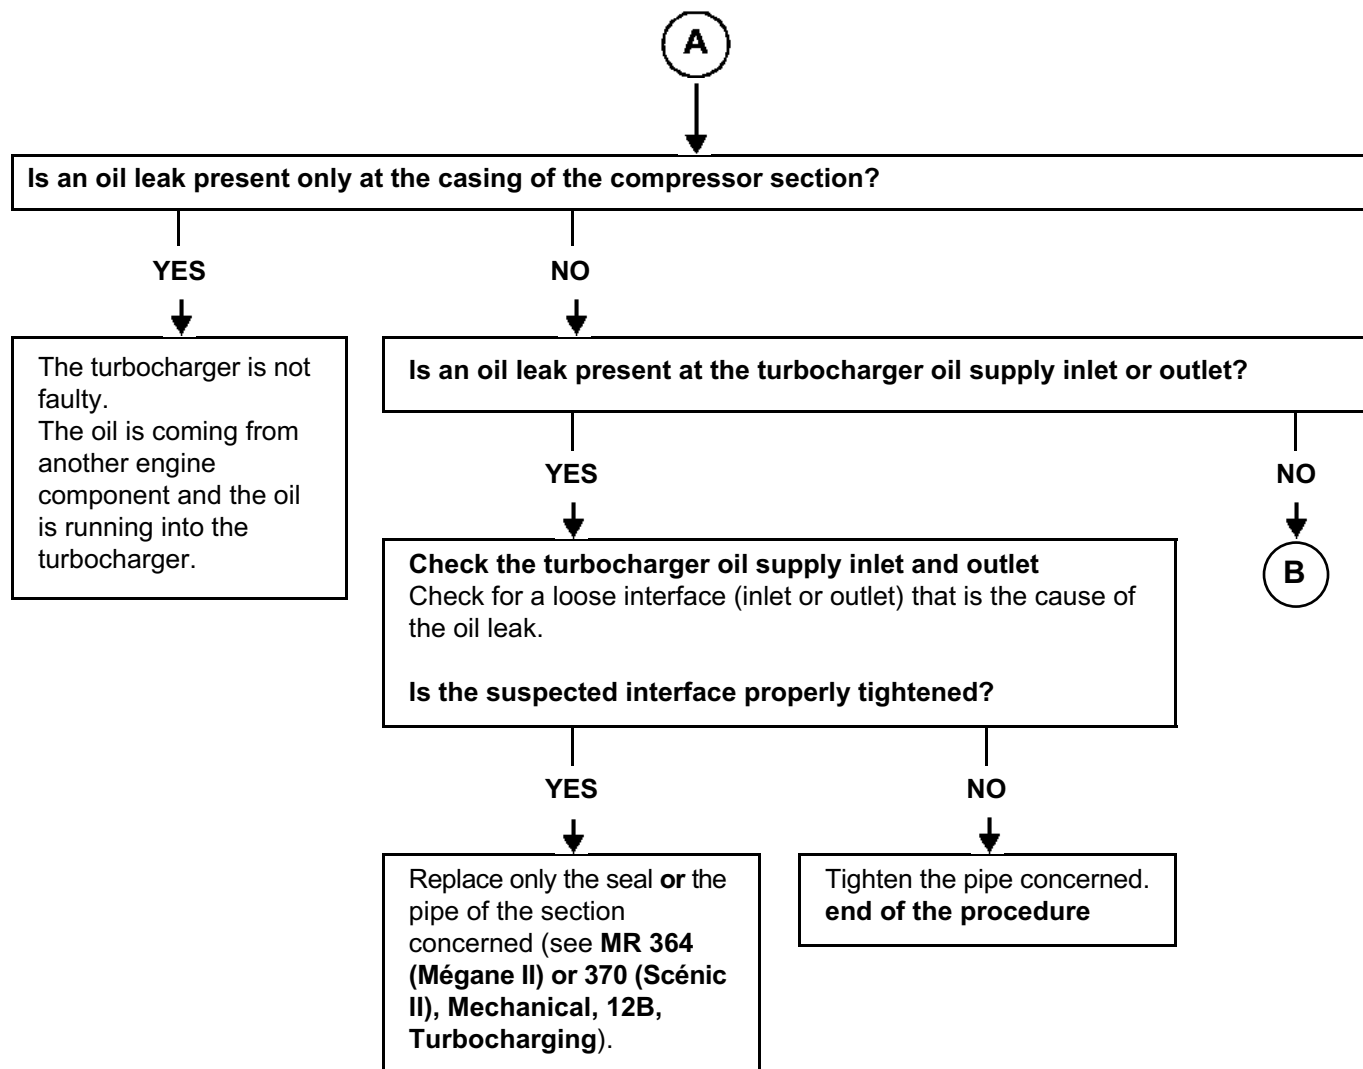 A
Is an oil leak present only at the casing of the compressor section?
YES
NO
The turbocharger is not
faulty.
The oil is coming from
another engine
component and the oil
is running into the
turbocharger.
Is an oil leak present at the turbocharger oil supply inlet or outlet?
YES
NO
Check the turbocharger oil supply inlet and outlet
Check for a loose interface (inlet or outlet) that is the cause of
the oil leak.
Is the suspected interface properly tightened?
B
YES
NO
Replace only the seal or the
pipe of the section
concerned (see MR 364
(Mégane II) or 370 (Scénic
II), Mechanical, 12B,
Turbocharging).
Tighten the pipe concerned.
end of the procedure